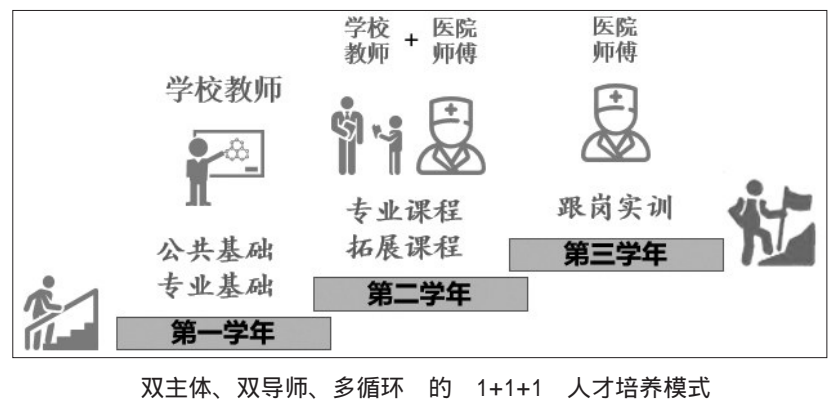 学校教师
公共基础
专业基础
第一学年
学校 + 医院
教师 师傅
专业课程
拓展课程
第二学年
医院
师傅
跟岗实训
第三学年
双主体、双导师、多循环 的 1+1+1 人才培养模式